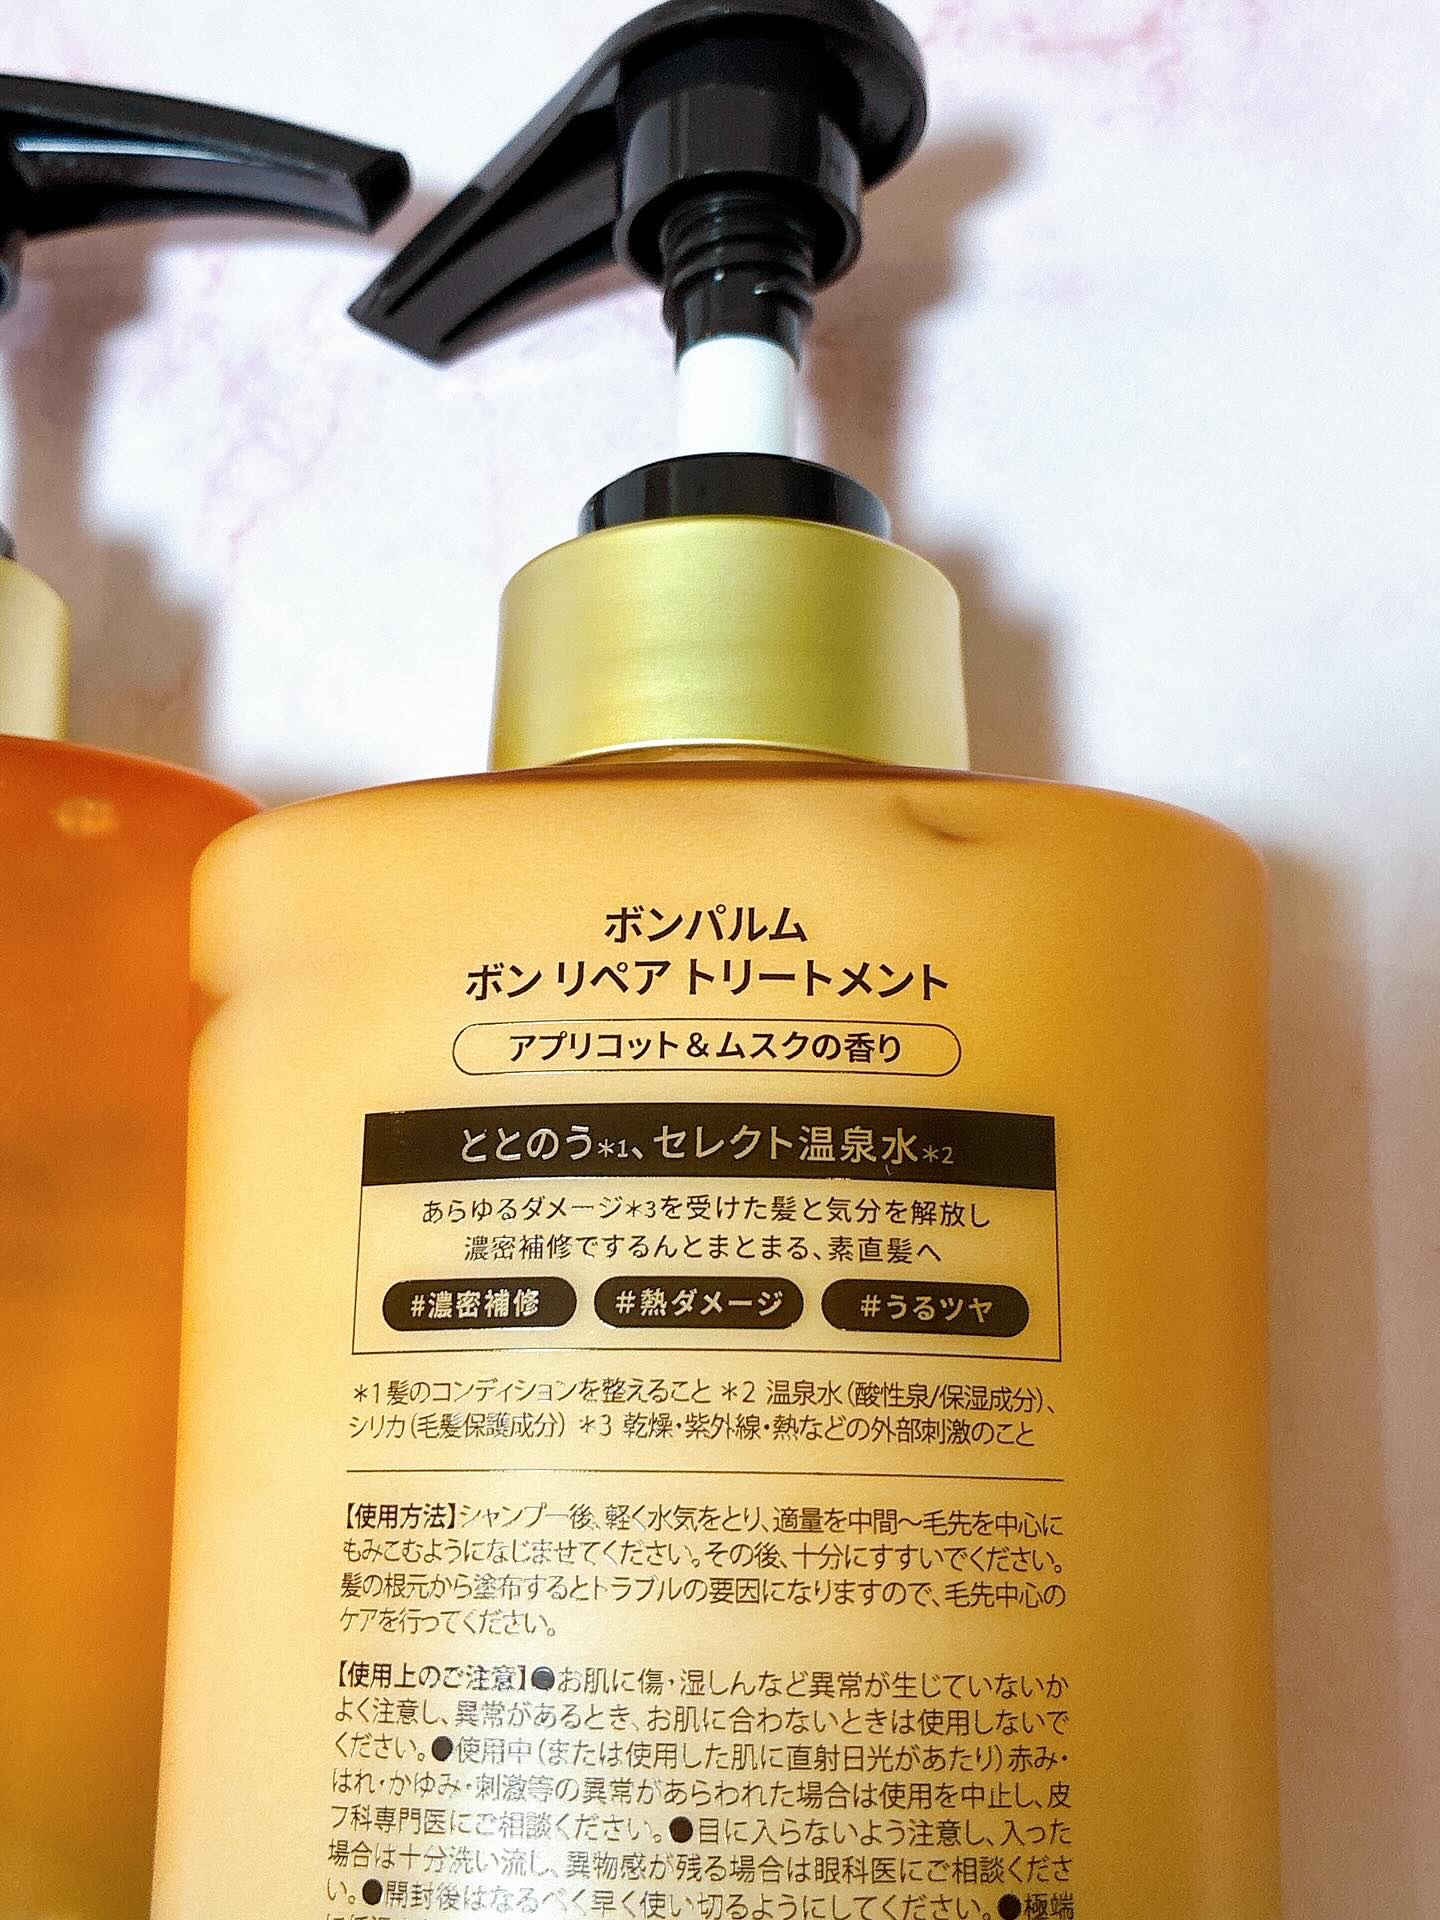 ボンパルム
ボン リペア トリートメント
アプリコット&ムスクの香り
ととのう*1、セレクト温泉水*2
あらゆるダメージ*3を受けた髪と気分を解放し
濃密補修でするんとまとまる、素直髪へ
#濃密補修 #熱ダメージ #うるツヤ
*1 髪のコンディションを整えること *2 温泉水(酸性泉/保湿成分)、
シリカ(毛髪保護成分) *3 乾燥・紫外線・熱などの外部刺激のこと
【使用方法】シャンプー後、軽く水気をとり、適量を中間〜毛先を中心に
もみこむようになじませてください。その後、十分にすすいでください。
髪の根元から塗布するとトラブルの要因になりますので、毛先中心の
ケアを行ってください。
【使用上のご注意】●お肌に傷・湿しんなど異常が生じていないか
よく注意し、異常があるとき、お肌に合わないときは使用しないで
ください。●使用中(または使用した肌に直射日光があたり)赤み・
はれ・かゆみ・刺激等の異常があらわれた場合は使用を中止し、皮
フ科専門医にご相談ください。●目に入らないよう注意し、入った
場合は十分洗い流し、異物感が残る場合は眼科医にご相談くださ
い。●開封後はなるべく早く使い切るようにしてください。●極端